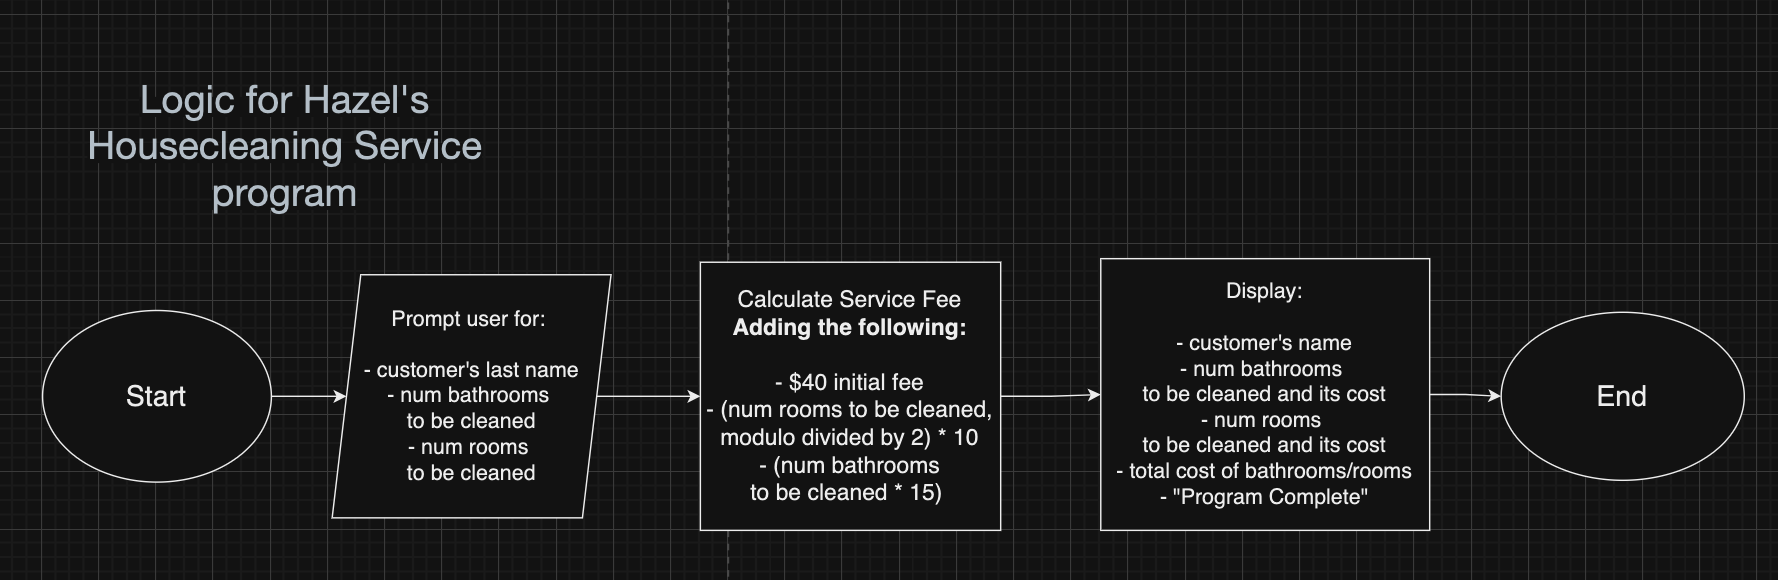 Logic for Hazel's
Housecleaning Service
program
Start
Prompt user for:
- customer's last name
- num bathrooms
to be cleaned
- num rooms
to be cleaned
Calculate Service Fee
Adding the following:
- $40 initial fee
- (num rooms to be cleaned,
modulo divided by 2) * 10
- (num bathrooms
to be cleaned * 15)
Display:
- customer's name
- num bathrooms
to be cleaned and its cost
- num rooms
to be cleaned and its cost
- total cost of bathrooms/rooms
- "Program Complete"
End